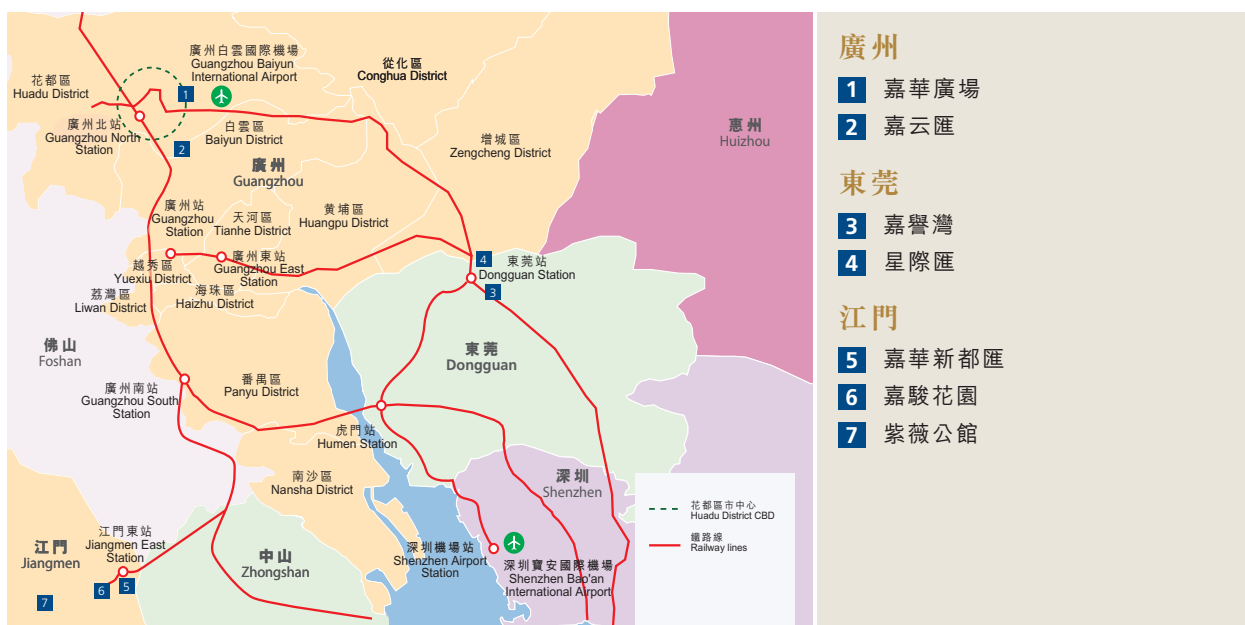 廣州白雲國際機場
Guangzhou Baiyun
International Airport
從化區
Conghua District
花都區
Huadu District
1
廣州北站
Guangzhou North
Station
白雲區
Baiyun District
2
增城區
Zengcheng District
惠州
Huizhou
廣州
Guangzhou
廣州站
Guangzhou
Station
天河區
Tianhe District
黃埔區
Huangpu District
越秀區
Yuexiu District
廣州東站
Guangzhou East
Station
4
東莞站
Dongguan Station
3
荔灣區
Liwan District
海珠區
Haizhu District
佛山
Foshan
東莞
Dongguan
廣州南站
Guangzhou South
Station
番禺區
Panyu District
虎門站
Humen Station
南沙區
Nansha District
深圳
Shenzhen
江門
Jiangmen
江門東站
Jiangmen East
Station
中山
Zhongshan
深圳機場站
Shenzhen Airport
Station
深圳寶安國際機場
Shenzhen Bao'an
International Airport
6
5
7
花都區市中心
Huadu District CBD
鐵路線
Railway lines
廣州
1 嘉華廣場
2 嘉云匯
東莞
3 嘉譽灣
4 星際匯
江門
5 嘉華新都匯
6 嘉駿花園
7 紫薇公館